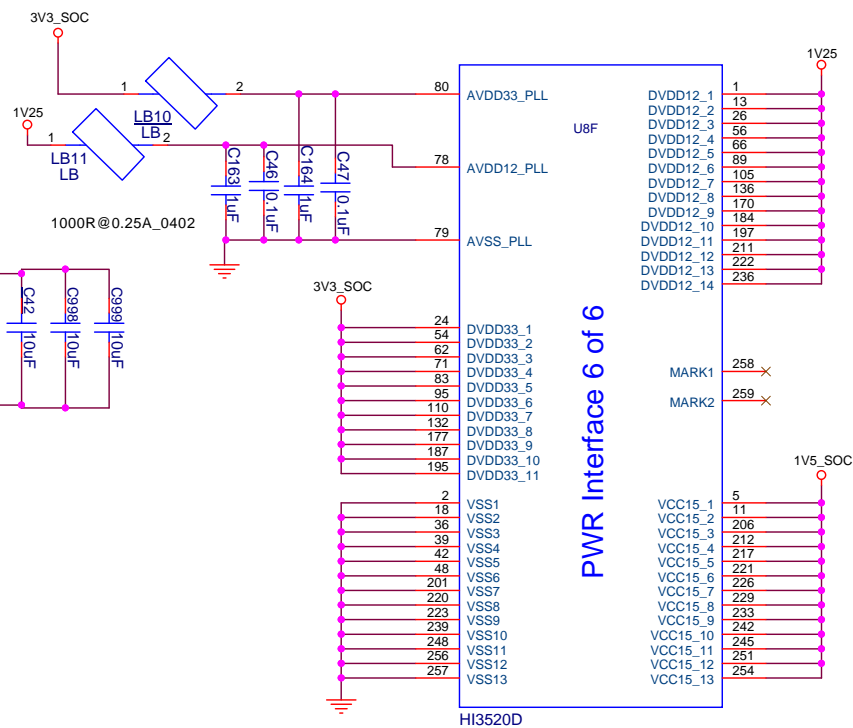 3V3_SOC
1 2
LB10
LB
1V25
1 2
LB11
LB
C163
1uF
C46
0.1uF
C164
1uF
C47
0.1uF
1000R@0.25A_0402
C42
10uF
C998
10uF
C999
10uF
80 AVDD33_PLL
78 AVDD12_PLL
79 AVSS_PLL
3V3_SOC
24 DVDD33_1
54 DVDD33_2
62 DVDD33_3
71 DVDD33_4
83 DVDD33_5
95 DVDD33_6
110 DVDD33_7
132 DVDD33_8
177 DVDD33_9
187 DVDD33_10
195 DVDD33_11
2 VSS1
18 VSS2
36 VSS3
39 VSS4
42 VSS5
48 VSS6
201 VSS7
220 VSS8
223 VSS9
239 VSS10
248 VSS11
256 VSS12
257 VSS13
U8F
PWR Interface 6 of 6
HI3520D
1V25
DVDD12_1 1
DVDD12_2 13
DVDD12_3 26
DVDD12_4 56
DVDD12_5 66
DVDD12_6 89
DVDD12_7 105
DVDD12_8 136
DVDD12_9 170
DVDD12_10 184
DVDD12_11 197
DVDD12_12 211
DVDD12_13 222
DVDD12_14 236
MARK1 258
MARK2 259
1V5_SOC
VCC15_1 5
VCC15_2 11
VCC15_3 206
VCC15_4 212
VCC15_5 217
VCC15_6 221
VCC15_7 226
VCC15_8 229
VCC15_9 233
VCC15_10 242
VCC15_11 245
VCC15_12 251
VCC15_13 254